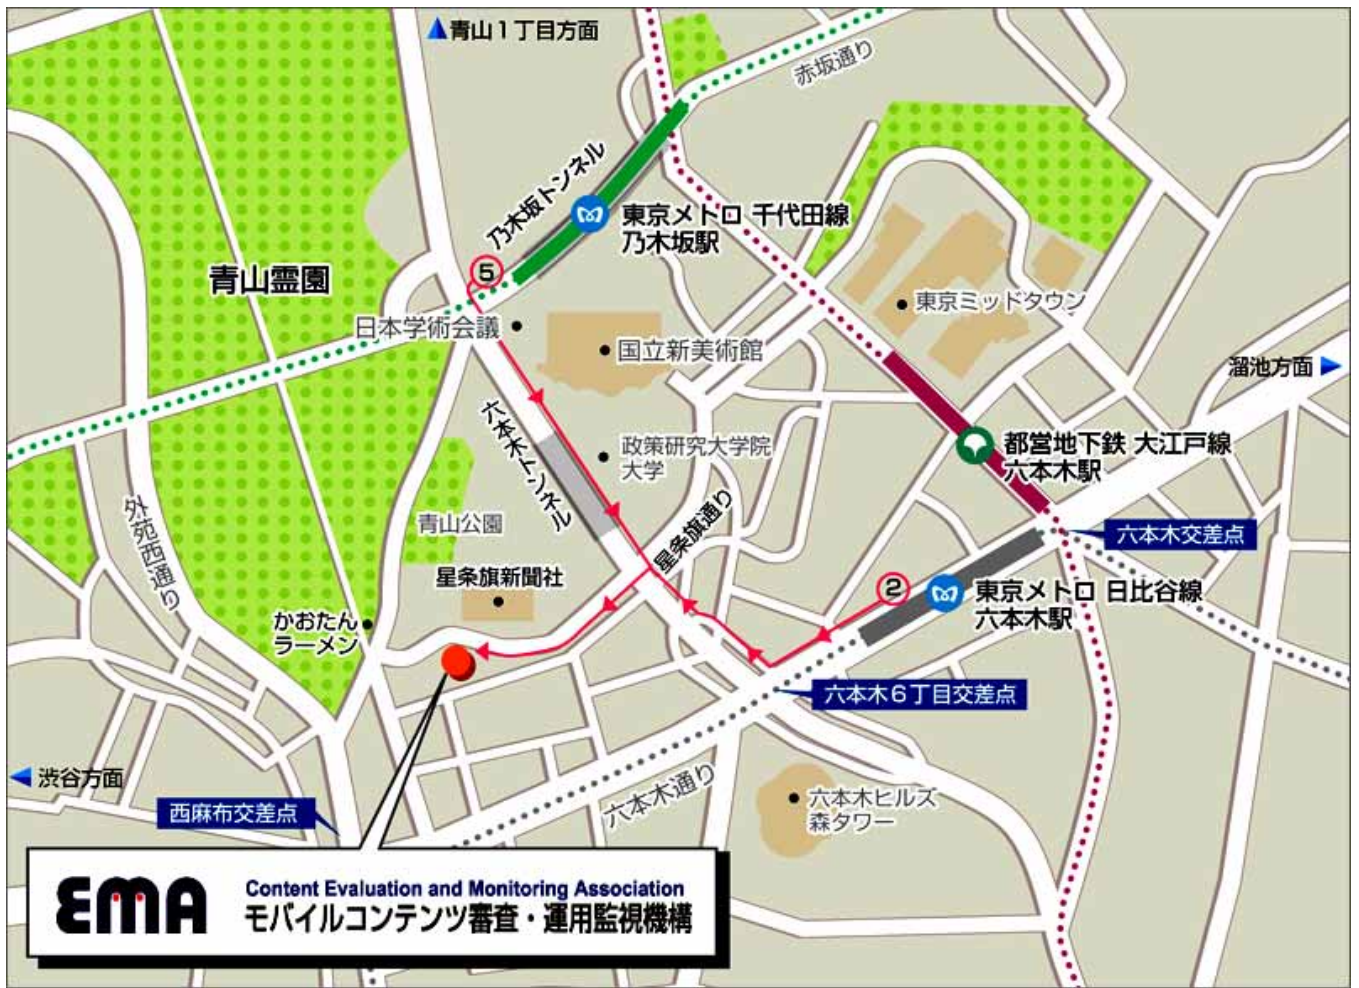 青山1丁目方面
赤坂通り
乃木坂トンネル
東京メトロ 千代田線
乃木坂駅
青山霊園
5
日本学術会議
国立新美術館
東京ミッドタウン
溜池方面
六本木トンネル
政策研究大学院
大学
都営地下鉄 大江戸線
六本木駅
外苑西通り
青山公園
星条旗通り
六本木交差点
星条旗新聞社
2
東京メトロ 日比谷線
六本木駅
かおたん
ラーメン
六本木6丁目交差点
渋谷方面
六本木通り
西麻布交差点
六本木ヒルズ
森タワー
EMA
Content Evaluation and Monitoring Association
モバイルコンテンツ審査・運用監視機構